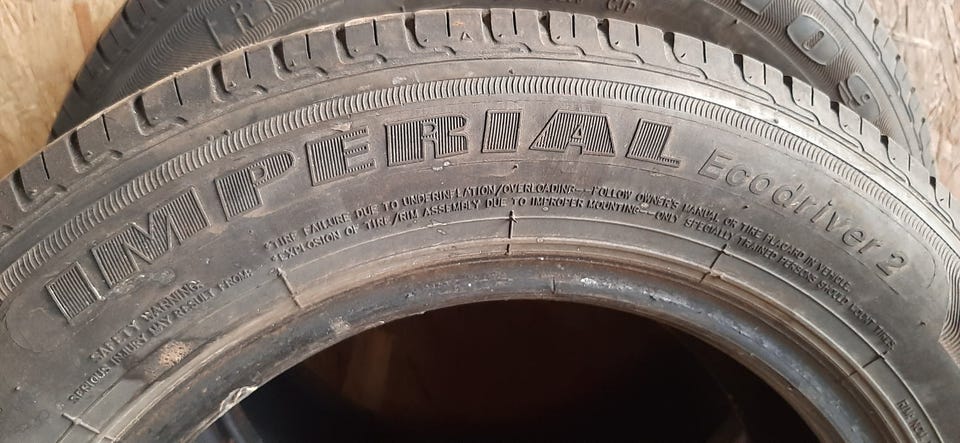 IMPERIAL Ecodriver 2
SAFETY WARNING:
SERIOUS INJURY MAY RESULT FROM:
*TIRE FAILURE DUE TO UNDERINFLATION/OVERLOADING--FOLLOW OWNER'S MANUAL OR TIRE PLACARD IN VEHICLE.
*EXPLOSION OF TIRE/RIM ASSEMBLY DUE TO IMPROPER MOUNTING--ONLY SPECIALLY TRAINED PERSONS SHOULD MOUNT TIRES.